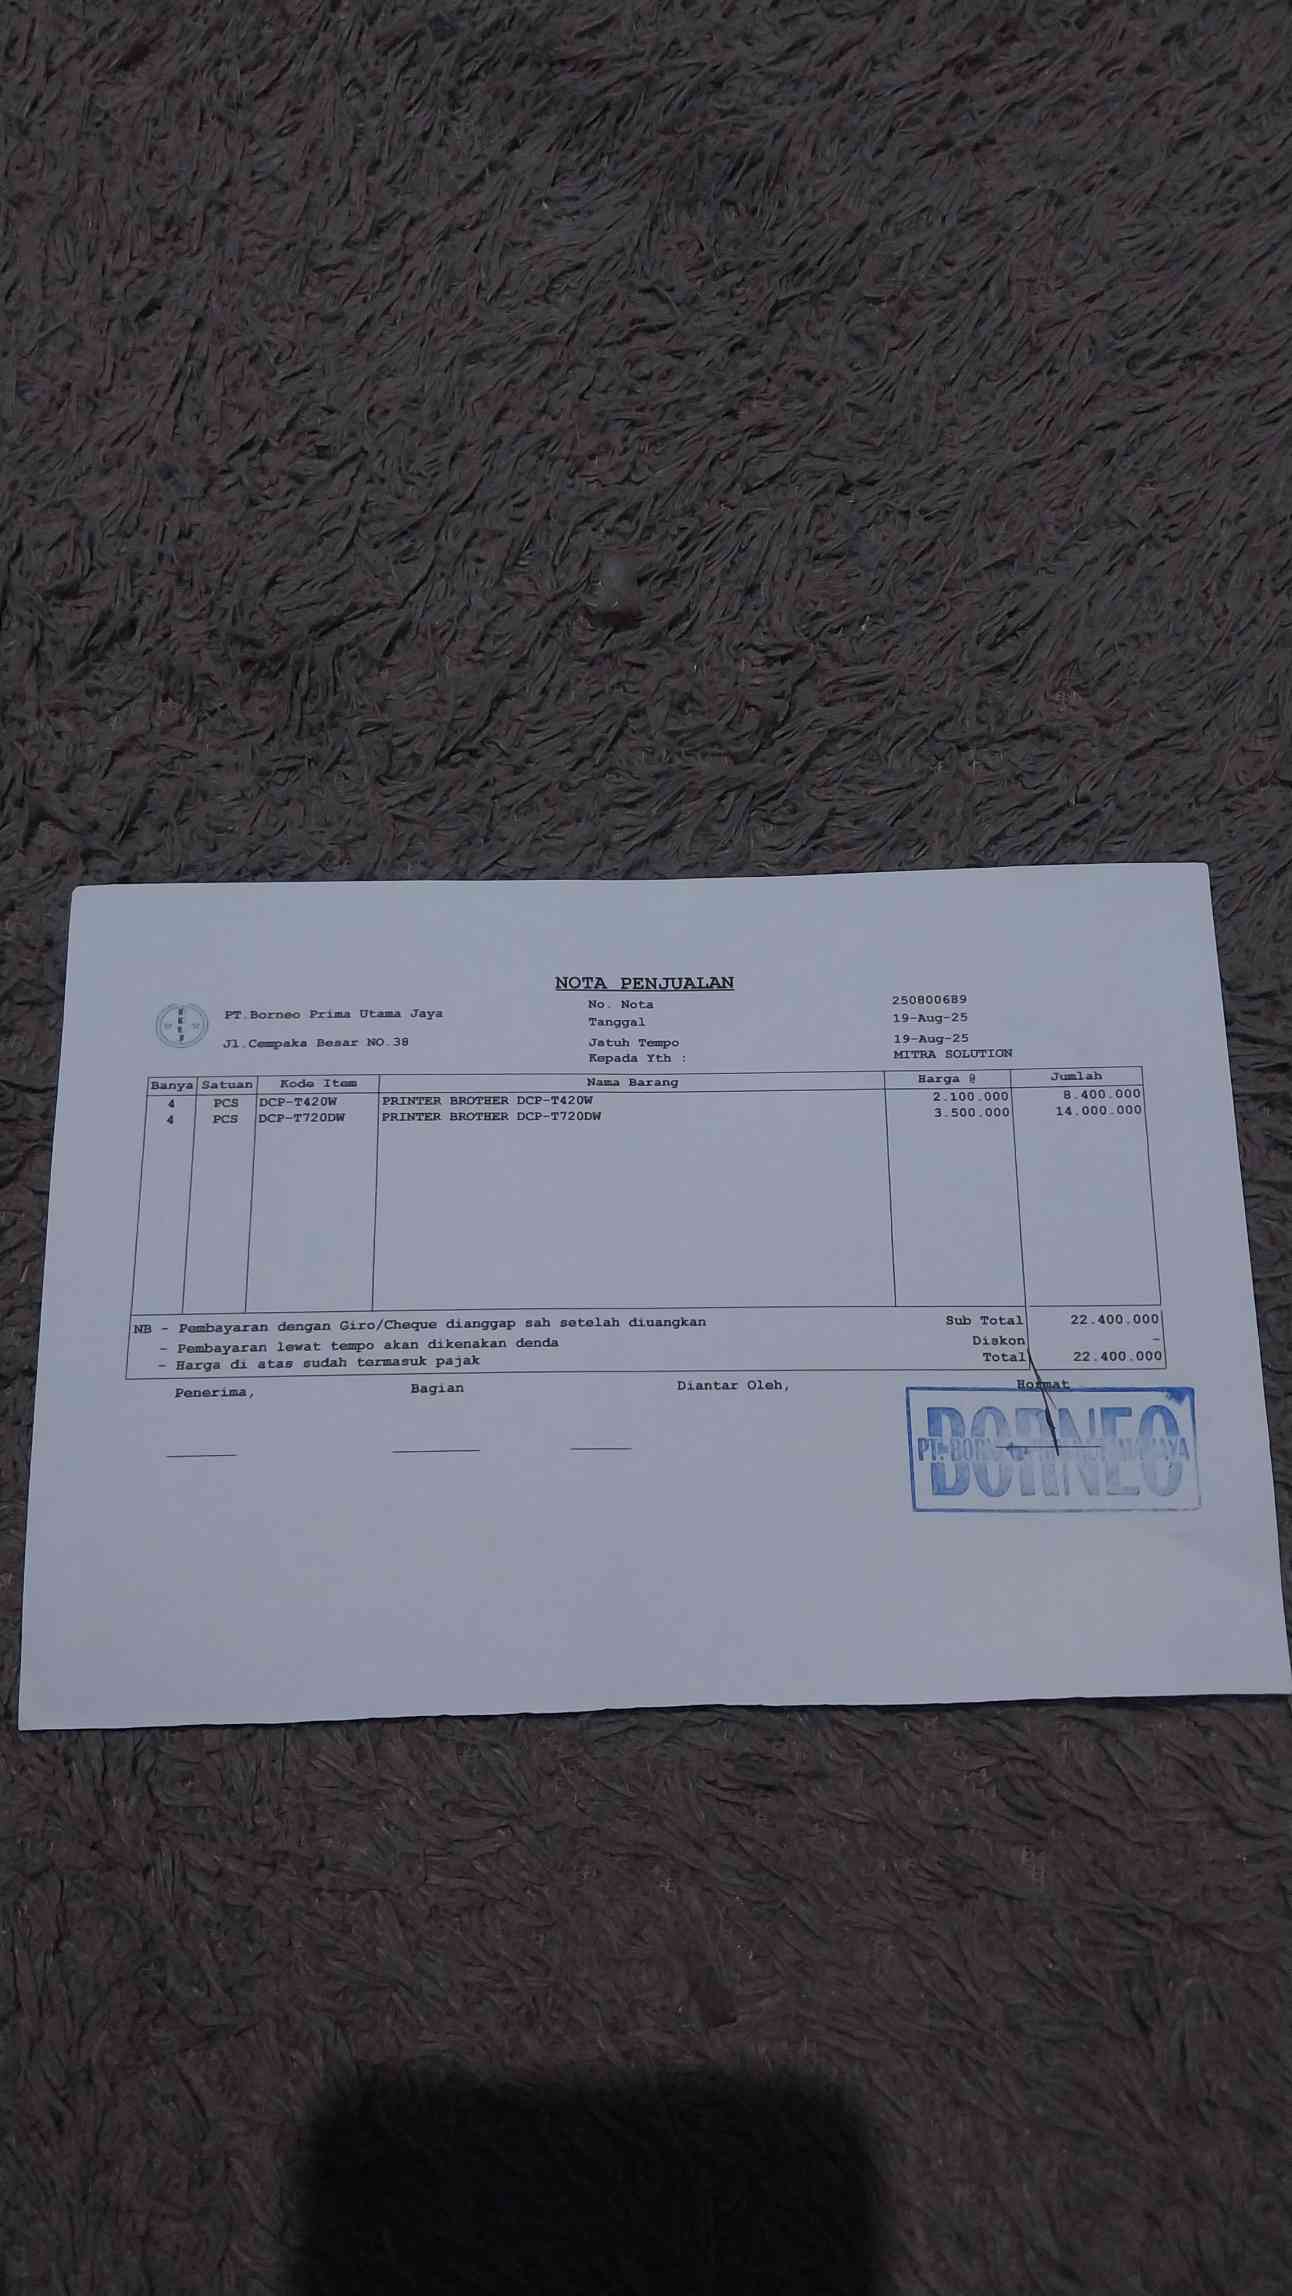 NOTA PENJUALAN
PT.Borneo Prima Utama Jaya
Jl.Cempaka Besar NO.38
No. Nota 250800689
Tanggal 19-Aug-25
Jatuh Tempo 19-Aug-25
Kepada Yth : MITRA SOLUTION
Banya Satuan Kode Item Nama Barang Harga @ Jumlah
4 PCS DCP-T420W PRINTER BROTHER DCP-T420W 2.100.000 8.400.000
4 PCS DCP-T720DW PRINTER BROTHER DCP-T720DW 3.500.000 14.000.000
NB - Pembayaran dengan Giro/Cheque dianggap sah setelah diuangkan
- Pembayaran lewat tempo akan dikenakan denda
- Harga di atas sudah termasuk pajak
Sub Total 22.400.000
Diskon -
Total 22.400.000
Penerima, Bagian Diantar Oleh, Hormat
BORNEO